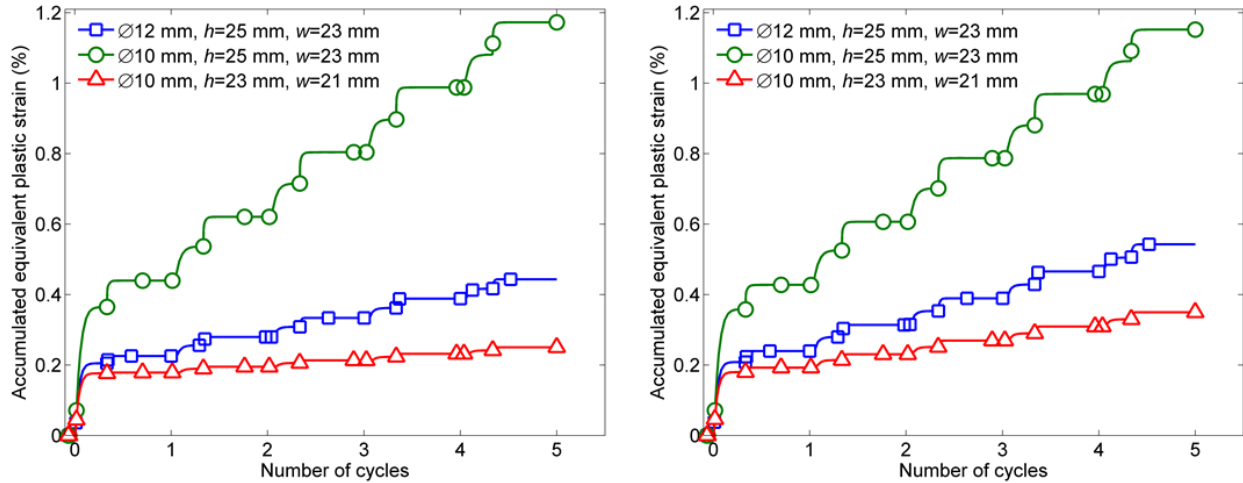 1.2
1
0.8
0.6
0.4
0.2
0
Accumulated equivalent plastic strain (%)
∅12 mm, h=25 mm, w=23 mm
∅10 mm, h=25 mm, w=23 mm
∅10 mm, h=23 mm, w=21 mm
0 1 2 3 4 5
Number of cycles
1.2
1
0.8
0.6
0.4
0.2
0
Accumulated equivalent plastic strain (%)
∅12 mm, h=25 mm, w=23 mm
∅10 mm, h=25 mm, w=23 mm
∅10 mm, h=23 mm, w=21 mm
0 1 2 3 4 5
Number of cycles